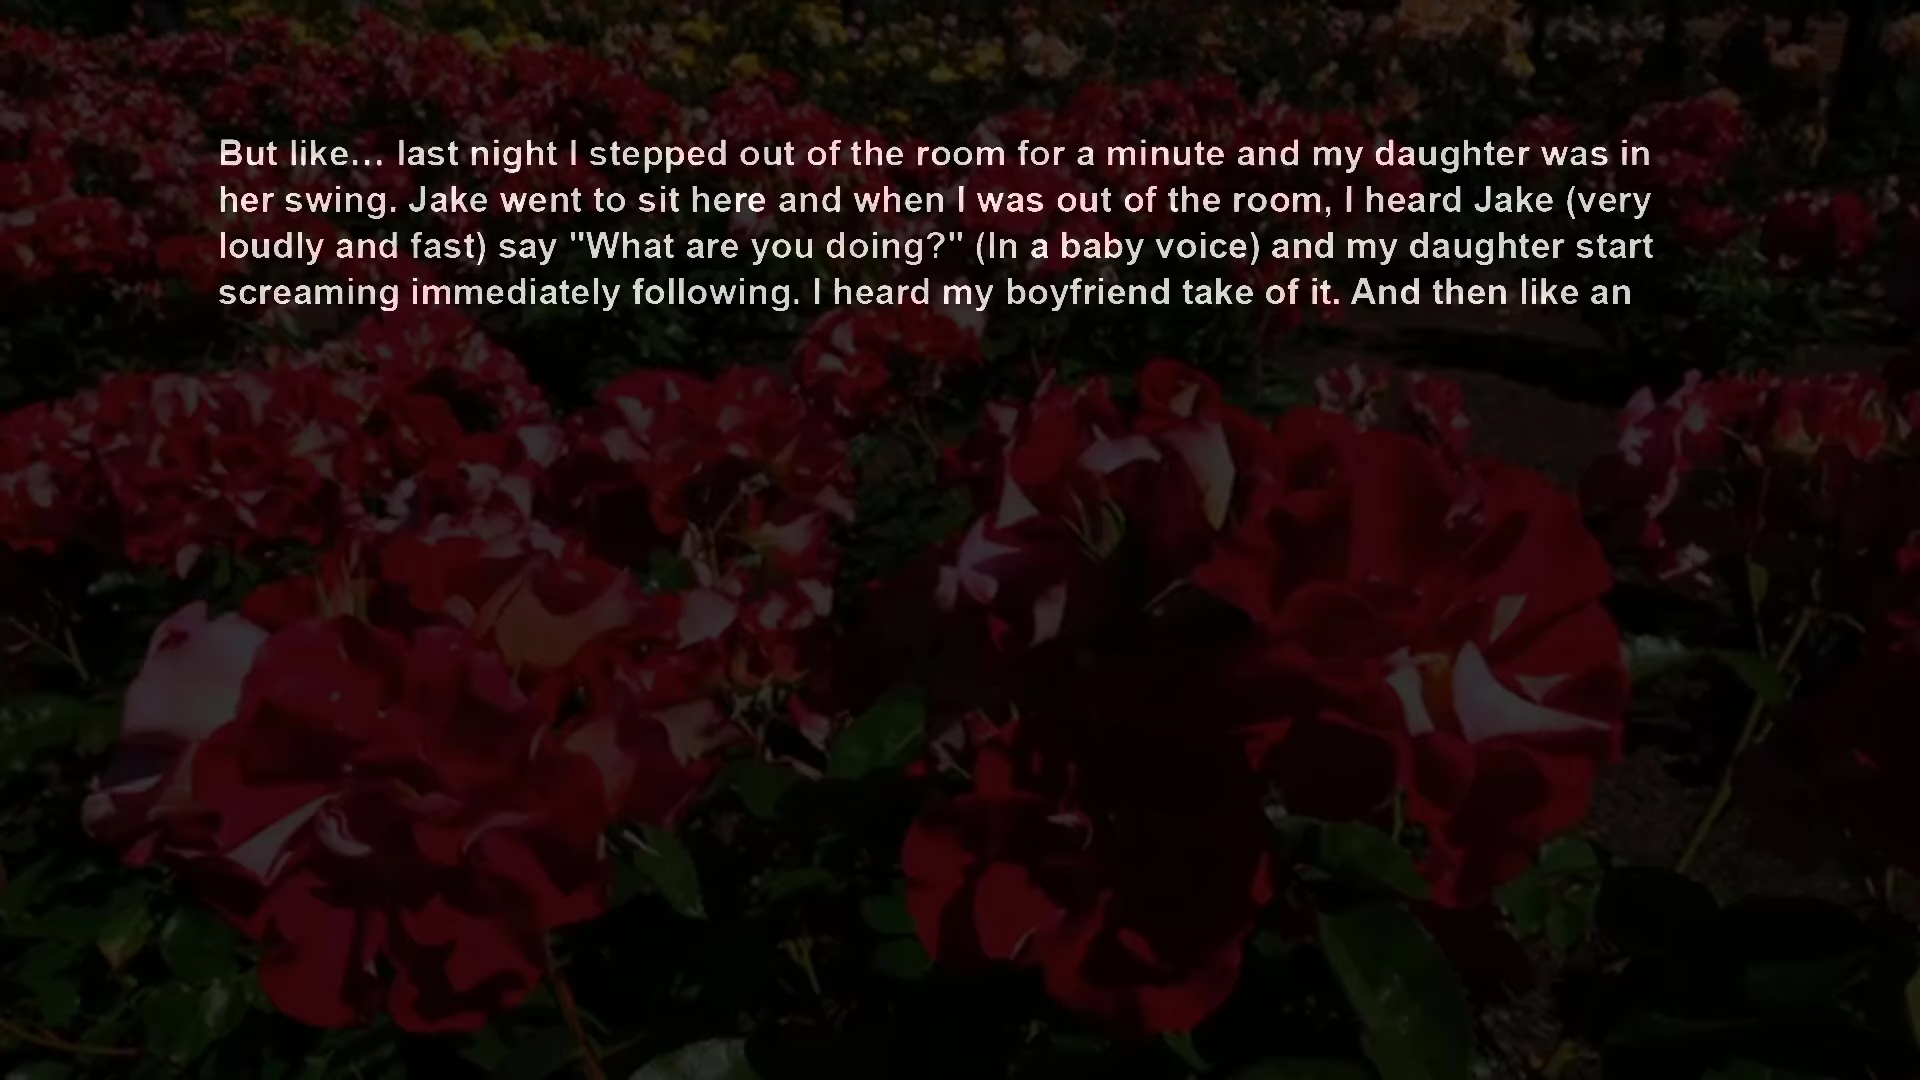 But like... last night I stepped out of the room for a minute and my daughter was in
her swing. Jake went to sit here and when I was out of the room, I heard Jake (very
loudly and fast) say "What are you doing?" (In a baby voice) and my daughter start
screaming immediately following. I heard my boyfriend take of it. And then like an